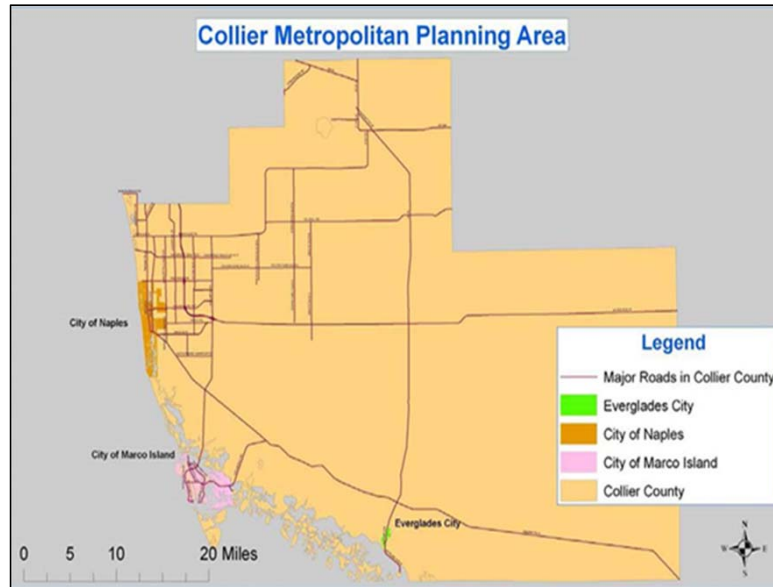 Collier Metropolitan Planning Area
City of Naples
City of Marco Island
Everglades City
Legend
Major Roads in Collier County
Everglades City
City of Naples
City of Marco Island
Collier County
0 5 10 20 Miles
N
W E
S